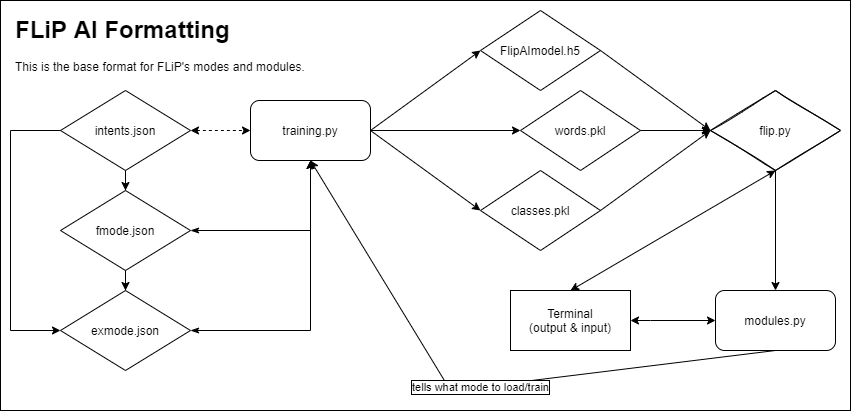 FLiP AI Formatting
This is the base format for FLiP's modes and modules.
FlipAImodel.h5
intents.json
training.py
words.pkl
flip.py
fmode.json
classes.pkl
exmode.json
Terminal
(output & input)
modules.py
tells what mode to load/train